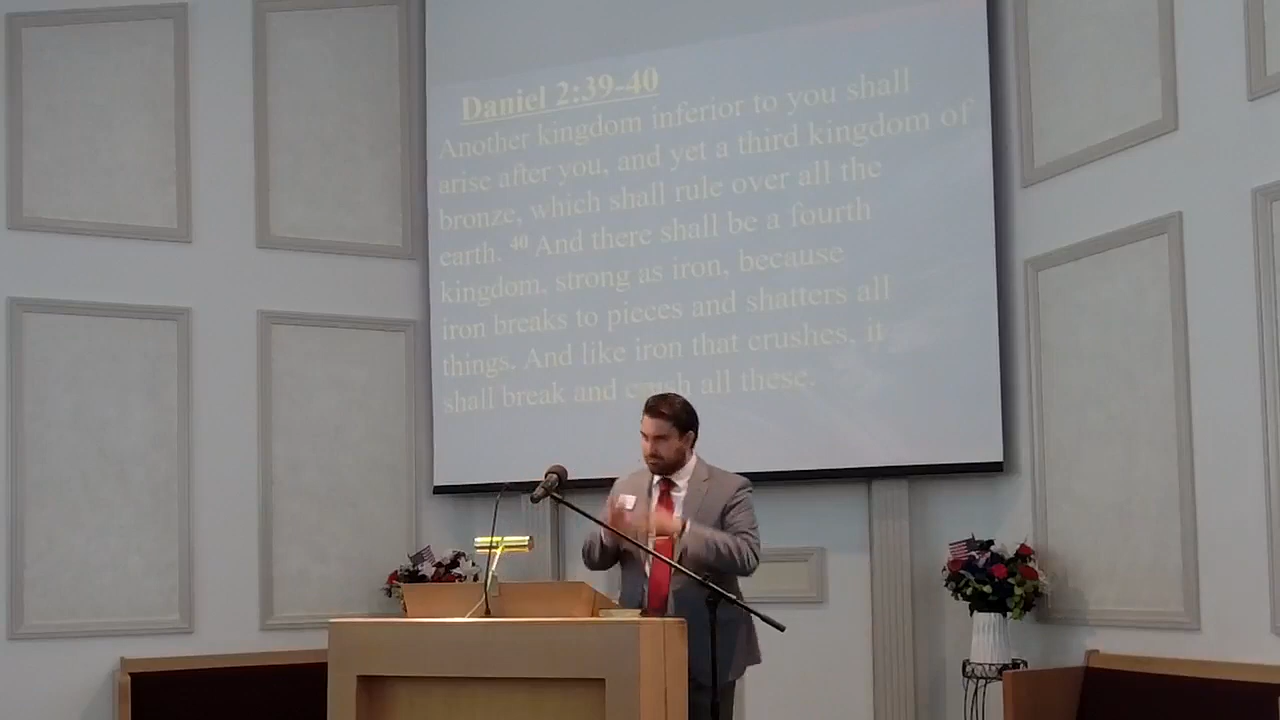 Daniel 2:39-40
Another kingdom inferior to you shall
arise after you, and yet a third kingdom of
bronze, which shall rule over all the
earth. 40 And there shall be a fourth
kingdom, strong as iron, because
iron breaks to pieces and shatters all
things. And like iron that crushes, it
shall break and crush all these.